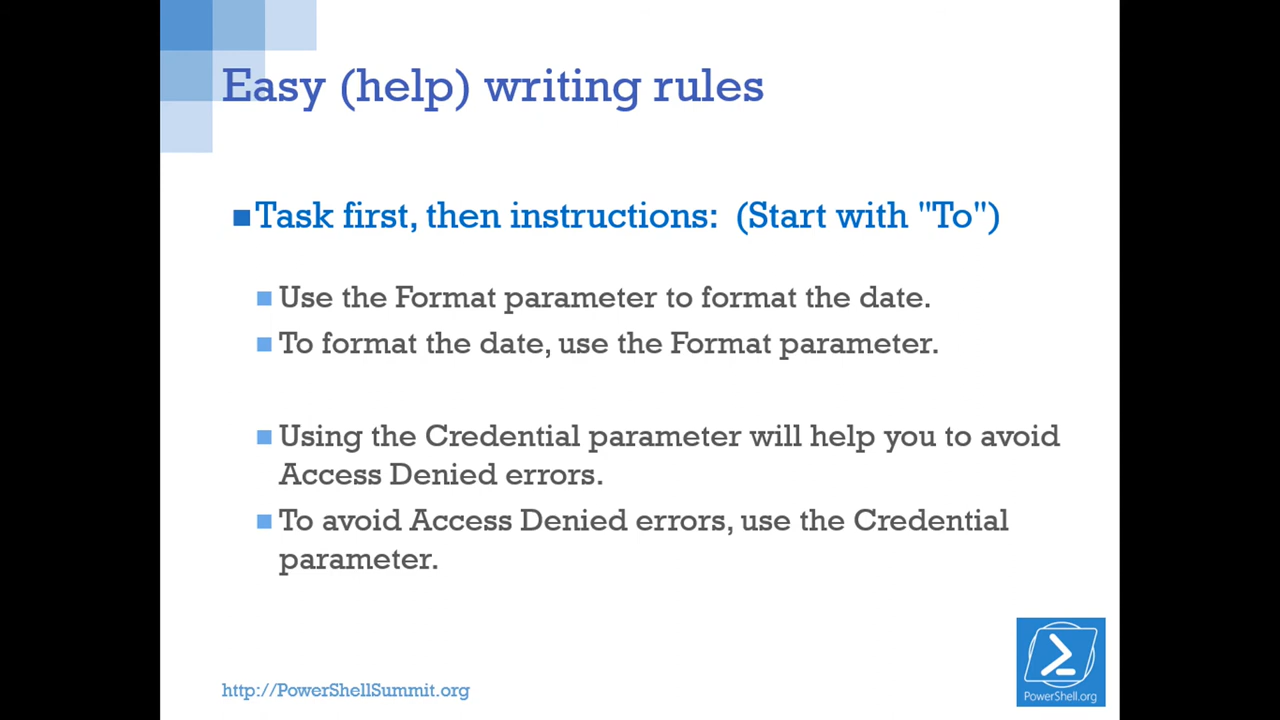 Easy (help) writing rules
Task first, then instructions:  (Start with "To")
Use the Format parameter to format the date.
To format the date, use the Format parameter.
Using the Credential parameter will help you to avoid
Access Denied errors.
To avoid Access Denied errors, use the Credential
parameter.
http://PowerShellSummit.org
PowerShell.org